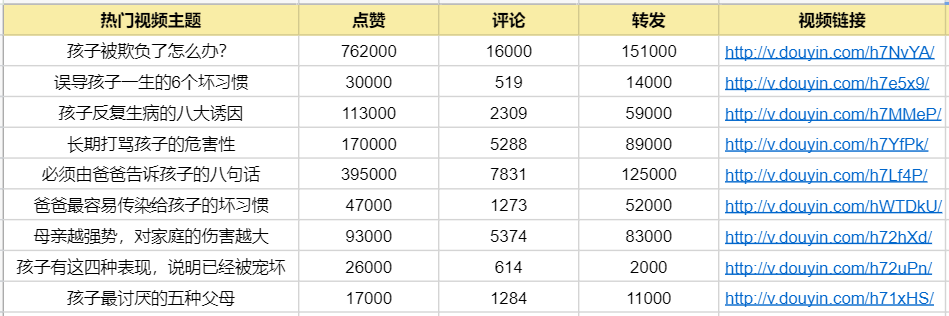 热门视频主题 点赞 评论 转发 视频链接
孩子被欺负了怎么办? 762000 16000 151000 http://v.douyin.com/h7NvYA/
误导孩子一生的6个坏习惯 30000 519 14000 http://v.douyin.com/h7e5x9/
孩子反复生病的八大诱因 113000 2309 59000 http://v.douyin.com/h7MMeP/
长期打骂孩子的危害性 170000 5288 89000 http://v.douyin.com/h7YfPk/
必须由爸爸告诉孩子的八句话 395000 7831 125000 http://v.douyin.com/h7Lf4P/
爸爸最容易传染给孩子的坏习惯 47000 1273 52000 http://v.douyin.com/hWTDkU/
母亲越强势，对家庭的伤害越大 93000 5374 83000 http://v.douyin.com/h72hXd/
孩子有这四种表现，说明已经被宠坏 26000 614 2000 http://v.douyin.com/h72uPn/
孩子最讨厌的五种父母 17000 1284 11000 http://v.douyin.com/h71xHS/